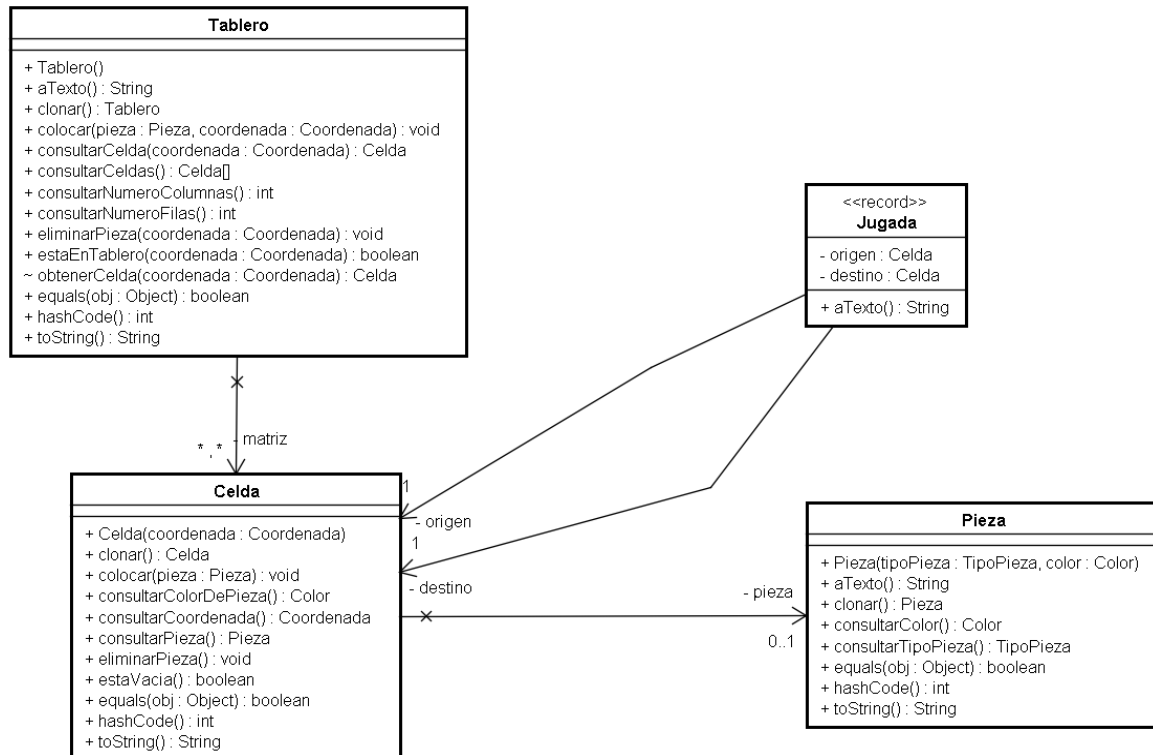 Tablero
+ Tablero()
+ aTexto() : String
+ clonar() : Tablero
+ colocar(pieza : Pieza, coordenada : Coordenada) : void
+ consultarCelda(coordenada : Coordenada) : Celda
+ consultarCeldas() : Celda[]
+ consultarNumeroColumnas() : int
+ consultarNumeroFilas() : int
+ eliminarPieza(coordenada : Coordenada) : void
+ estaEnTablero(coordenada : Coordenada) : boolean
~ obtenerCelda(coordenada : Coordenada) : Celda
+ equals(obj : Object) : boolean
+ hashCode() : int
+ toString() : String
<<record>>
Jugada
- origen : Celda
- destino : Celda
+ aTexto() : String
*,* - matriz
Celda
+ Celda(coordenada : Coordenada)
+ clonar() : Celda
+ colocar(pieza : Pieza) : void
+ consultarColorDePieza() : Color
+ consultarCoordenada() : Coordenada
+ consultarPieza() : Pieza
+ eliminarPieza() : void
+ estaVacia() : boolean
+ equals(obj : Object) : boolean
+ hashCode() : int
+ toString() : String
1
- origen
1
- destino
- pieza
0..1
Pieza
+ Pieza(tipoPieza : TipoPieza, color : Color)
+ aTexto() : String
+ clonar() : Pieza
+ consultarColor() : Color
+ consultarTipoPieza() : TipoPieza
+ equals(obj : Object) : boolean
+ hashCode() : int
+ toString() : String